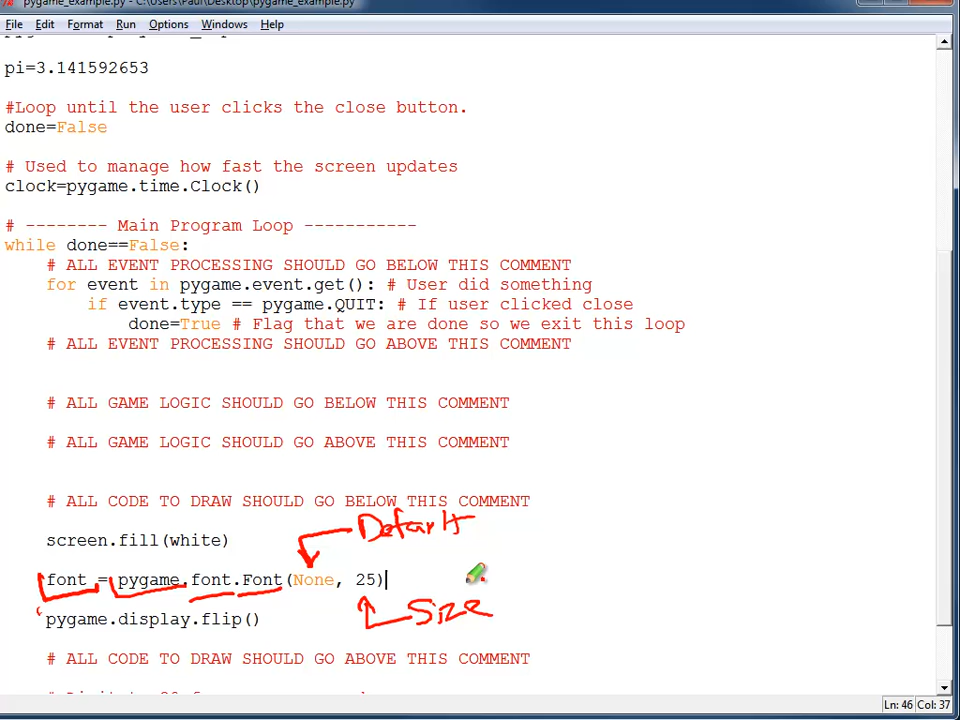 pygame_example.py - C:\Users\Paul\Desktop\pygame_example.py
File Edit Format Run Options Windows Help
pi=3.141592653
#Loop until the user clicks the close button.
done=False
# Used to manage how fast the screen updates
clock=pygame.time.Clock()
# -------- Main Program Loop -----------
while done==False:
# ALL EVENT PROCESSING SHOULD GO BELOW THIS COMMENT
for event in pygame.event.get(): # User did something
if event.type == pygame.QUIT: # If user clicked close
done=True # Flag that we are done so we exit this loop
# ALL EVENT PROCESSING SHOULD GO ABOVE THIS COMMENT
# ALL GAME LOGIC SHOULD GO BELOW THIS COMMENT
# ALL GAME LOGIC SHOULD GO ABOVE THIS COMMENT
# ALL CODE TO DRAW SHOULD GO BELOW THIS COMMENT
Default
screen.fill(white)
font = pygame.font.Font(None, 25)
Size
pygame.display.flip()
# ALL CODE TO DRAW SHOULD GO ABOVE THIS COMMENT
Ln: 46 Col: 37